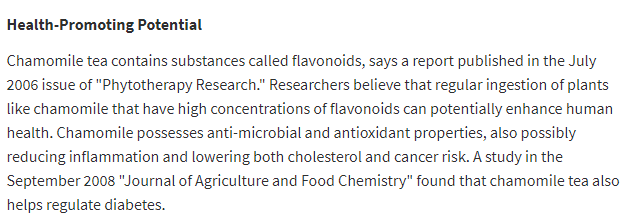 Health-Promoting Potential
Chamomile tea contains substances called flavonoids, says a report published in the July
2006 issue of "Phytotherapy Research." Researchers believe that regular ingestion of plants
like chamomile that have high concentrations of flavonoids can potentially enhance human
health. Chamomile possesses anti-microbial and antioxidant properties, also possibly
reducing inflammation and lowering both cholesterol and cancer risk. A study in the
September 2008 "Journal of Agriculture and Food Chemistry" found that chamomile tea also
helps regulate diabetes.